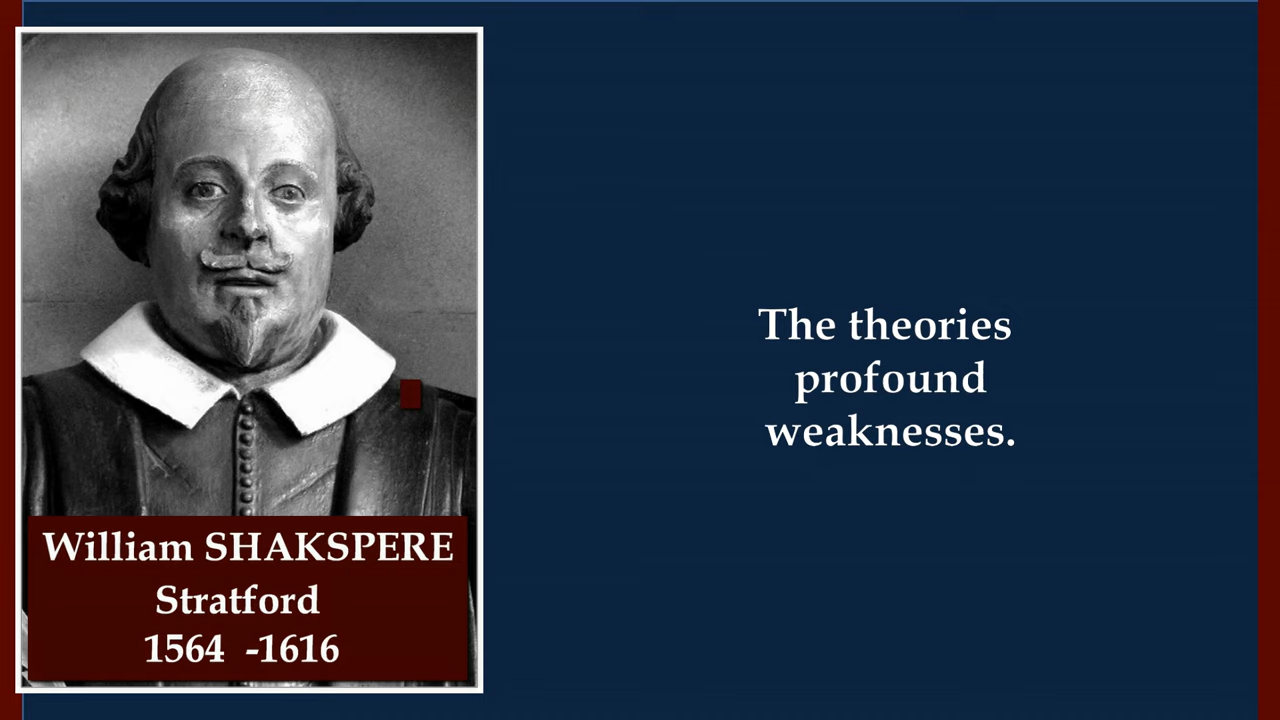 William SHAKSPERE
Stratford
1564 -1616
The theories
profound
weaknesses.